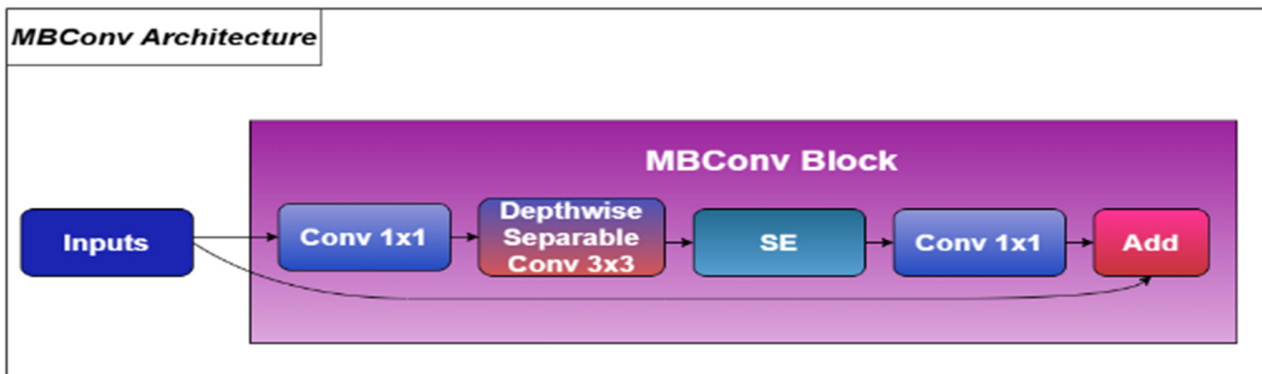 MBConv Architecture
MBConv Block
Inputs
Conv 1x1
Depthwise
Separable
Conv 3x3
SE
Conv 1x1
Add